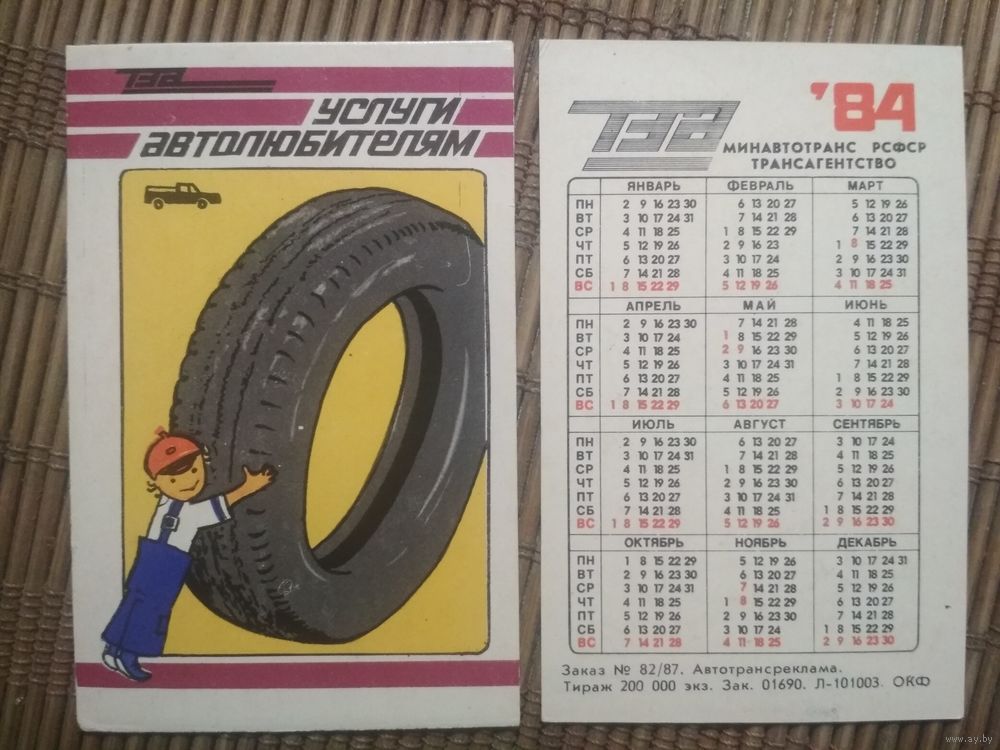 ТЭА
УСЛУГИ
АВТОЛЮБИТЕЛЯМ
'84
ТЭА
МИНАВТОТРАНС РСФСР
ТРАНСАГЕНТСТВО
ЯНВАРЬ ФЕВРАЛЬ МАРТ
ПН 2 9 16 23 30 6 13 20 27 5 12 19 26
ВТ 3 10 17 24 31 7 14 21 28 6 13 20 27
СР 4 11 18 25 1 8 15 22 29 7 14 21 28
ЧТ 5 12 19 26 2 9 16 23 1 8 15 22 29
ПТ 6 13 20 27 3 10 17 24 2 9 16 23 30
СБ 7 14 21 28 4 11 18 25 3 10 17 24 31
ВС 1 8 15 22 29 5 12 19 26 4 11 18 25
АПРЕЛЬ МАЙ ИЮНЬ
ПН 2 9 16 23 30 7 14 21 28 4 11 18 25
ВТ 3 10 17 24 1 8 15 22 29 5 12 19 26
СР 4 11 18 25 2 9 16 23 30 6 13 20 27
ЧТ 5 12 19 26 3 10 17 24 31 7 14 21 28
ПТ 6 13 20 27 4 11 18 25 1 8 15 22 29
СБ 7 14 21 28 5 12 19 26 2 9 16 23 30
ВС 1 8 15 22 29 6 13 20 27 3 10 17 24
ИЮЛЬ АВГУСТ СЕНТЯБРЬ
ПН 2 9 16 23 30 6 13 20 27 3 10 17 24
ВТ 3 10 17 24 31 7 14 21 28 4 11 18 25
СР 4 11 18 25 1 8 15 22 29 5 12 19 26
ЧТ 5 12 19 26 2 9 16 23 30 6 13 20 27
ПТ 6 13 20 27 3 10 17 24 31 7 14 21 28
СБ 7 14 21 28 4 11 18 25 1 8 15 22 29
ВС 1 8 15 22 29 5 12 19 26 2 9 16 23 30
ОКТЯБРЬ НОЯБРЬ ДЕКАБРЬ
ПН 1 8 15 22 29 5 12 19 26 3 10 17 24 31
ВТ 2 9 16 23 30 6 13 20 27 4 11 18 25
СР 3 10 17 24 31 7 14 21 28 5 12 19 26
ЧТ 4 11 18 25 1 8 15 22 29 6 13 20 27
ПТ 5 12 19 26 2 9 16 23 30 7 14 21 28
СБ 6 13 20 27 3 10 17 24 1 8 15 22 29
ВС 7 14 21 28 4 11 18 25 2 9 16 23 30
Заказ № 82/87. Автотрансреклама.
Тираж 200 000 экз. Зак. 01690. Л-101003. ОКФ
www.ay.by